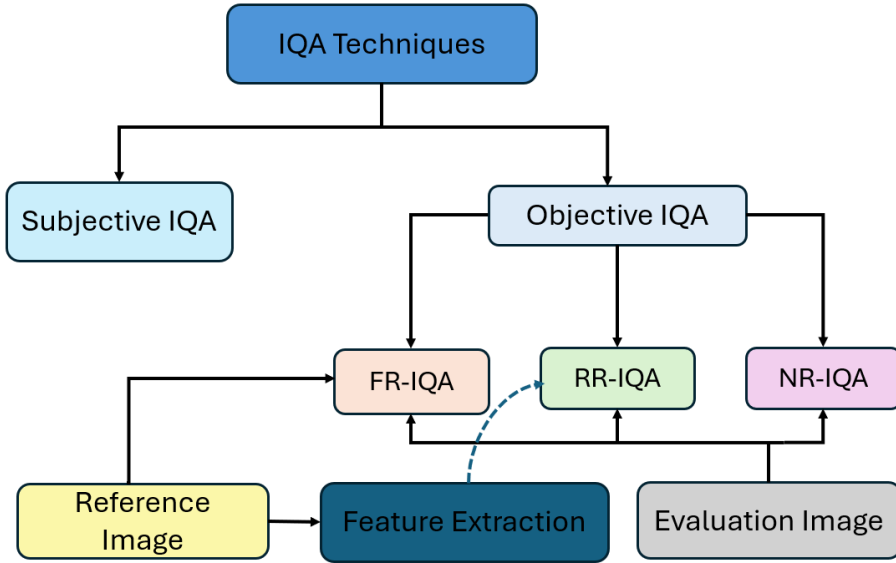 IQA Techniques
Subjective IQA
Objective IQA
FR-IQA
RR-IQA
NR-IQA
Reference
Image
Feature Extraction
Evaluation Image